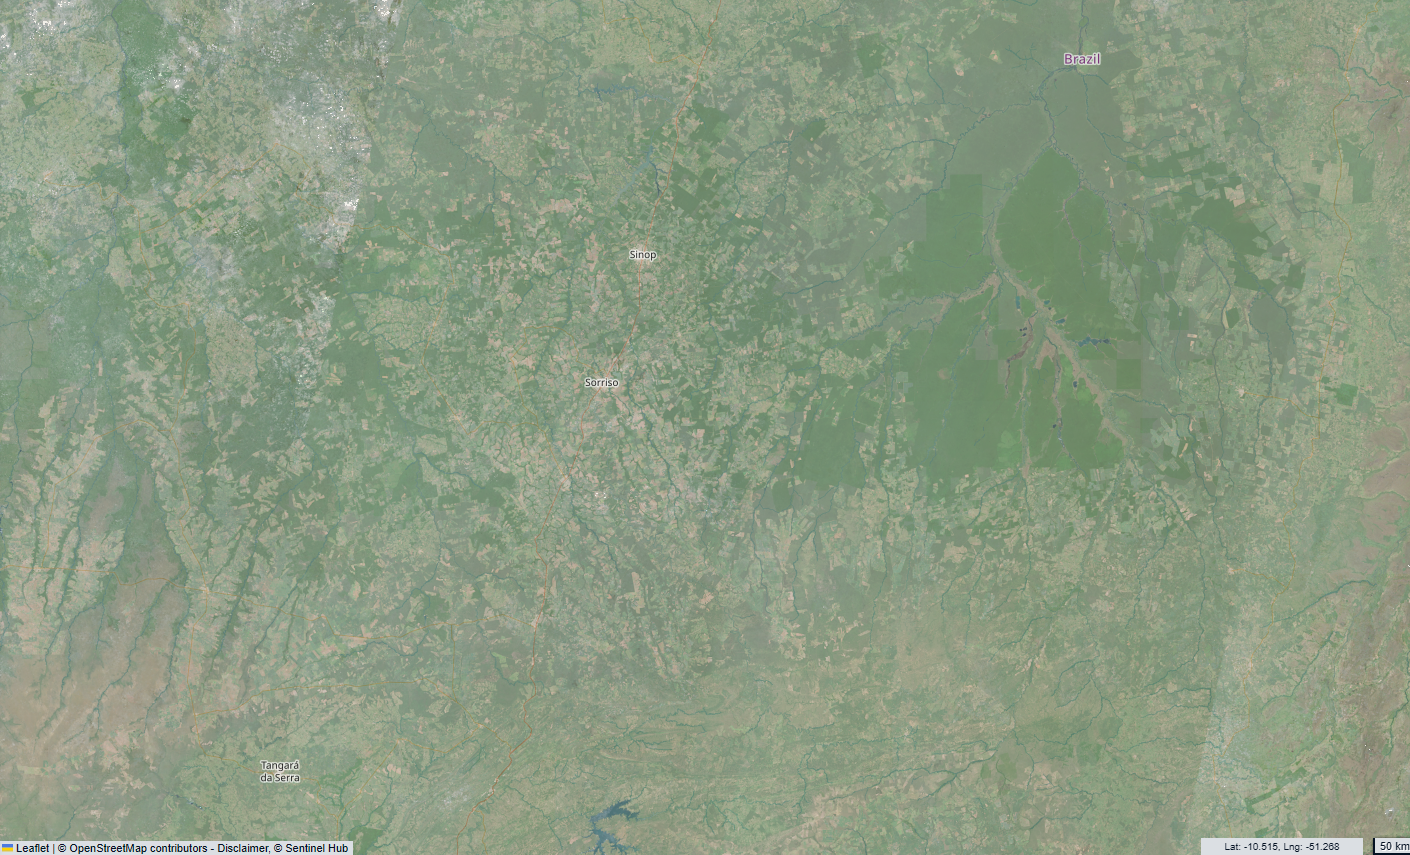 Brazil
Sinop
Sorriso
Tangará
da Serra
Leaflet | © OpenStreetMap contributors - Disclaimer, © Sentinel Hub
Lat: -10.515, Lng: -51.268
50 km